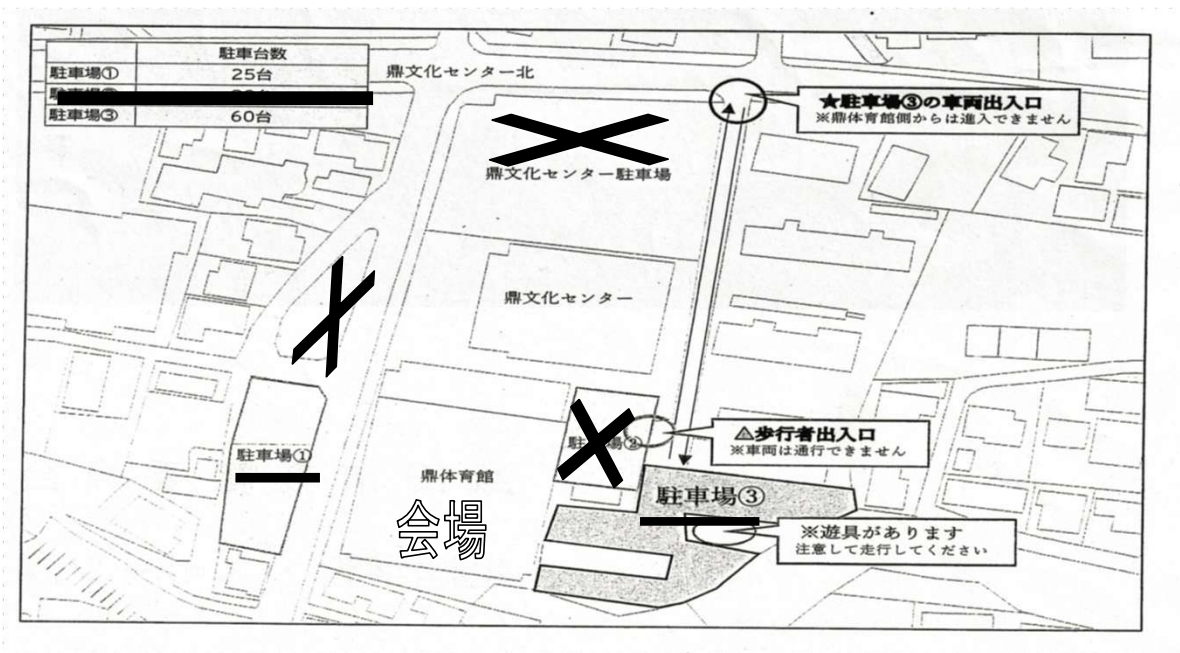 駐車台数
駐車場① 25台
駐車場③ 60台
鼎文化センター北
★駐車場③の車両出入口
※鼎体育館側からは進入できません
鼎文化センター駐車場
鼎文化センター
⚠歩行者出入口
※車両は通行できません
駐車場②
駐車場①
鼎体育館
会場
駐車場③
※遊具があります
注意して走行してください